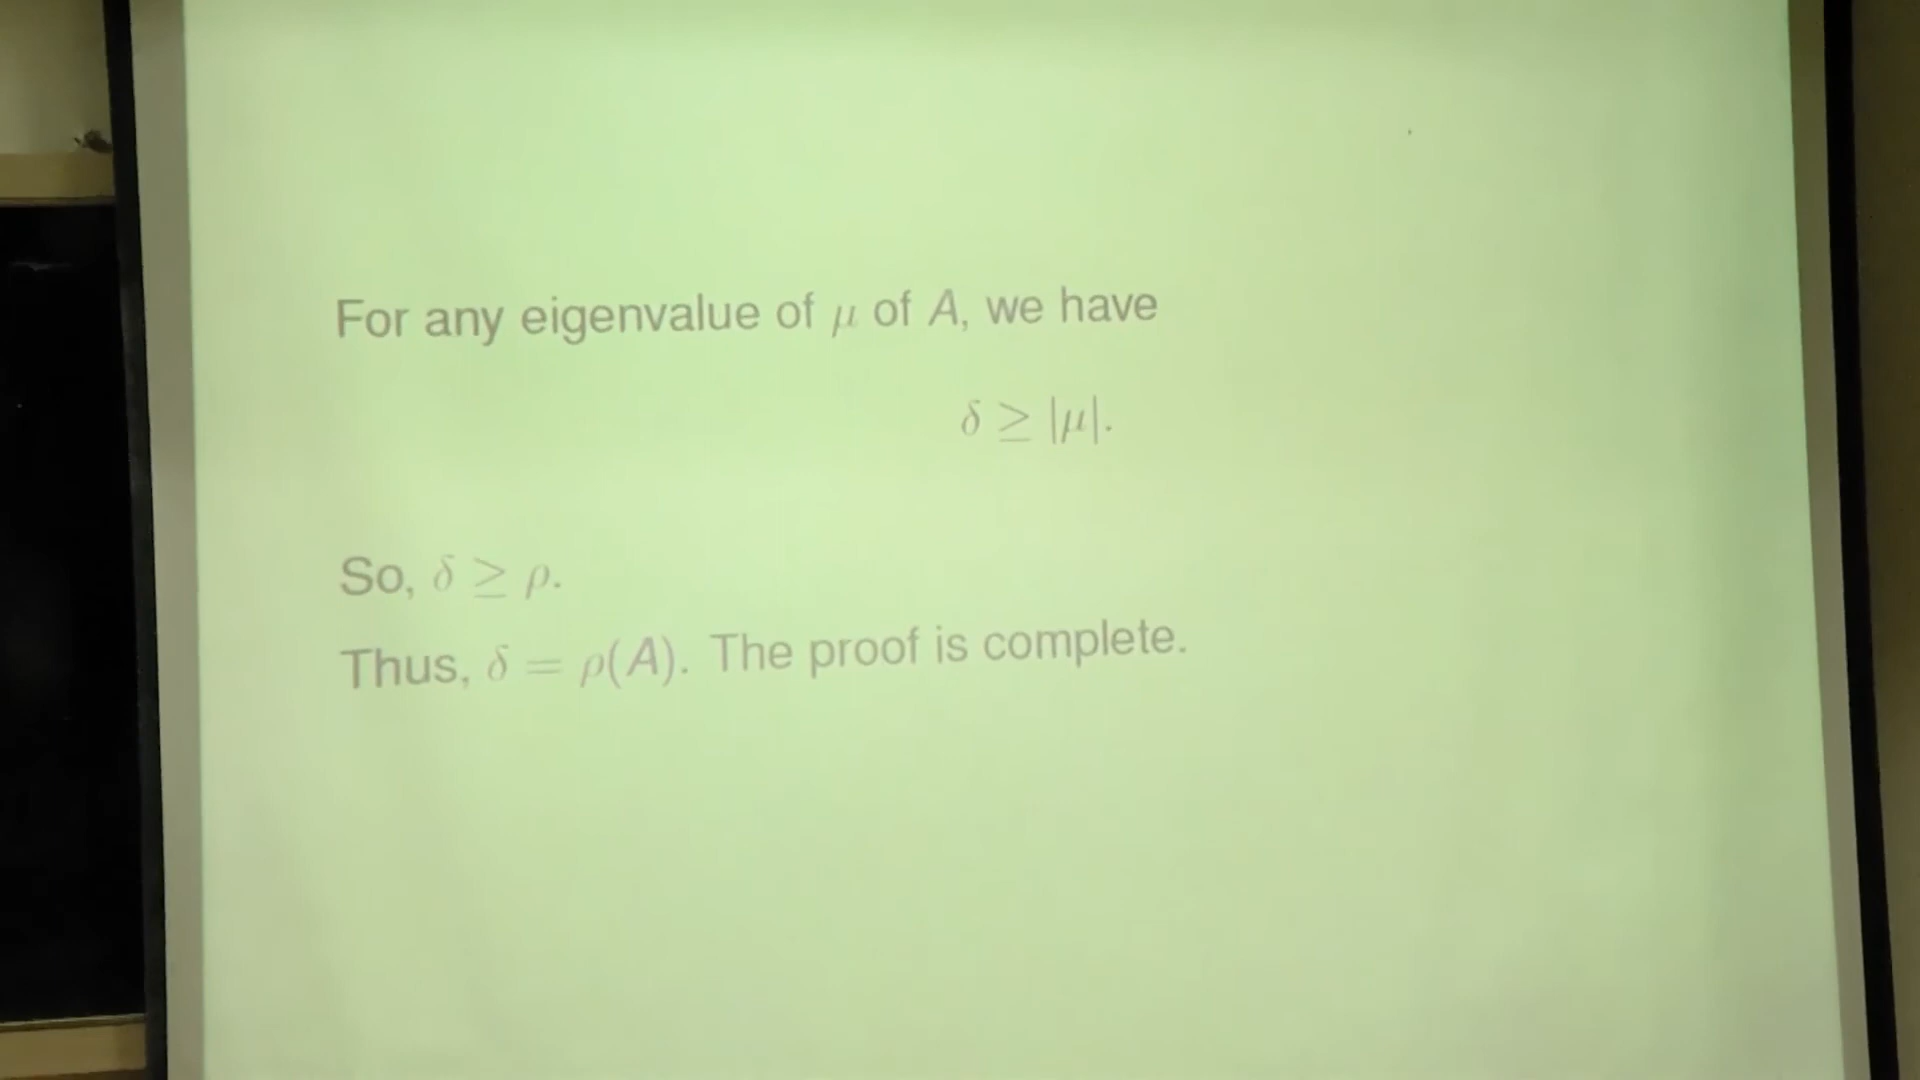 For any eigenvalue of μ of A, we have
δ ≥ |μ|.
So, δ ≥ ρ.
Thus, δ = ρ(A). The proof is complete.